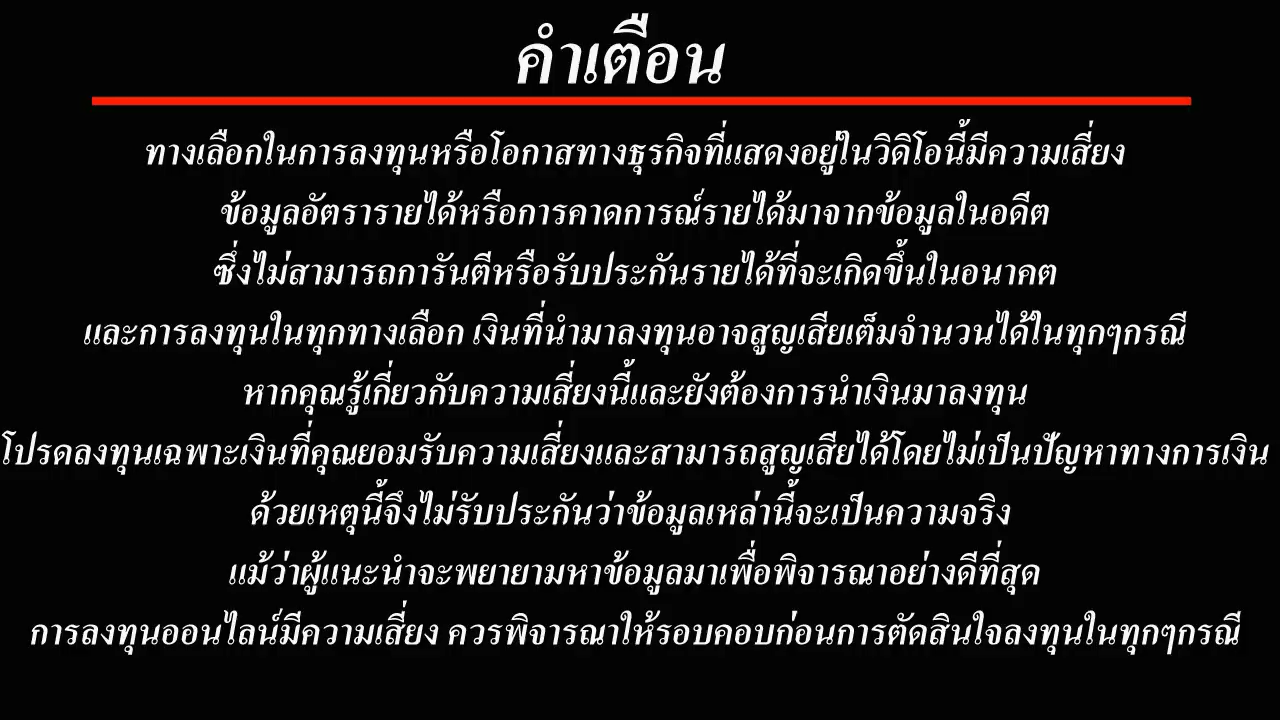 คำเตือน
ทางเลือกในการลงทุนหรือโอกาสทางธุรกิจที่แสดงอยู่ในวิดิโอนี้มีความเสี่ยง
ข้อมูลอัตรารายได้หรือการคาดการณ์รายได้มาจากข้อมูลในอดีต
ซึ่งไม่สามารถการันตีหรือรับประกันรายได้ที่จะเกิดขึ้นในอนาคต
และการลงทุนในทุกทางเลือก เงินที่นำมาลงทุนอาจสูญเสียเต็มจำนวนได้ในทุกๆกรณี
หากคุณรู้เกี่ยวกับความเสี่ยงนี้และยังต้องการนำเงินมาลงทุน
โปรดลงทุนเฉพาะเงินที่คุณยอมรับความเสี่ยงและสามารถสูญเสียได้โดยไม่เป็นปัญหาทางการเงิน
ด้วยเหตุนี้จึงไม่รับประกันว่าข้อมูลเหล่านี้จะเป็นความจริง
แม้ว่าผู้แนะนำจะพยายามหาข้อมูลมาเพื่อพิจารณาอย่างดีที่สุด
การลงทุนออนไลน์มีความเสี่ยง ควรพิจารณาให้รอบคอบก่อนการตัดสินใจลงทุนในทุกๆกรณี